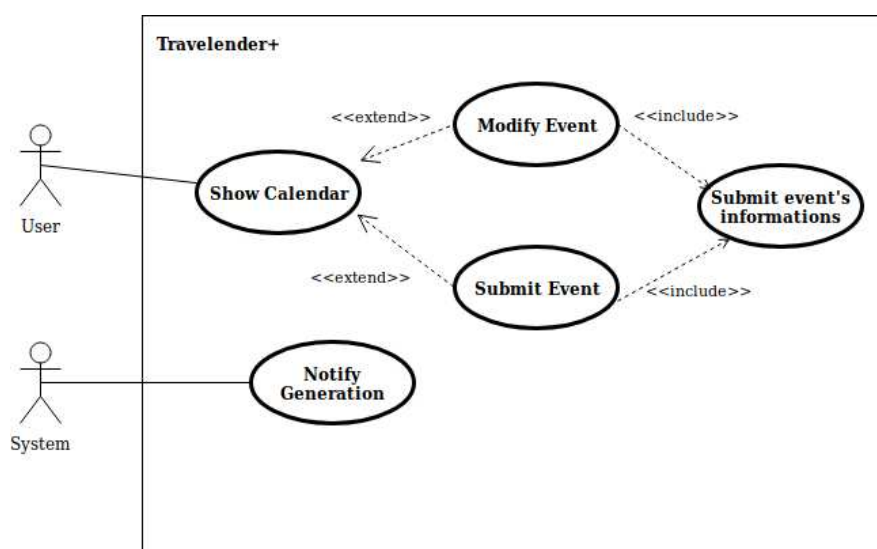 Travelender+
<<extend>>
Modify Event
<<include>>
User
Show Calendar
Submit event's
informations
<<extend>>
Submit Event
<<include>>
System
Notify
Generation